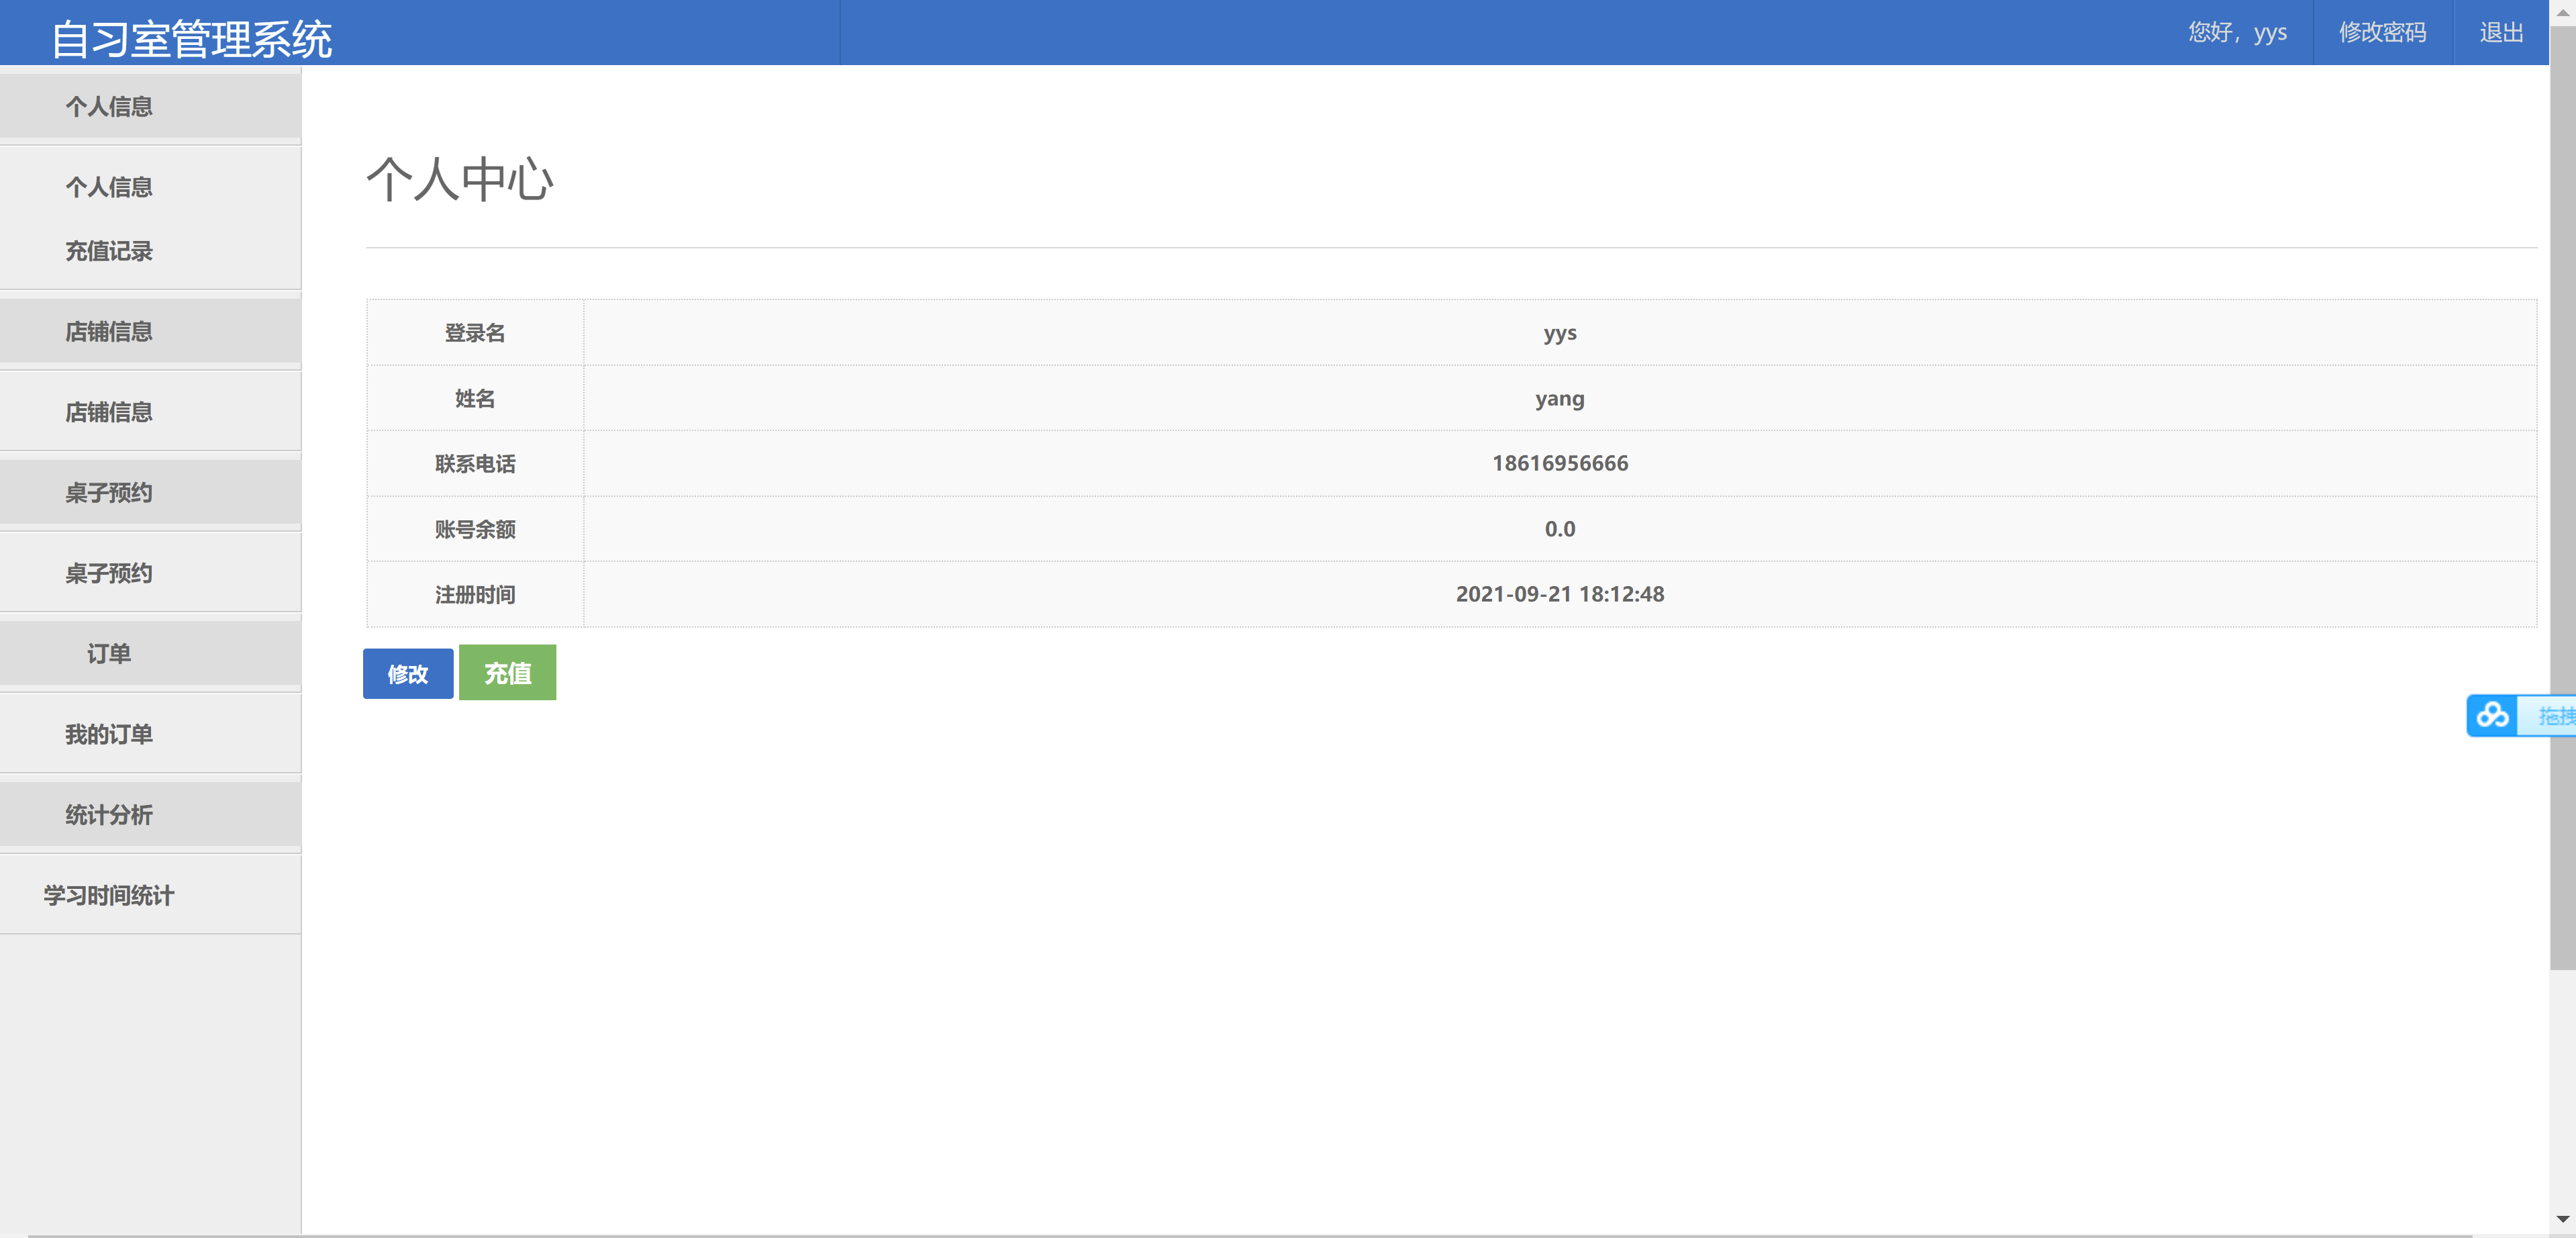 自习室管理系统
您好，yys
修改密码
退出
个人信息
个人信息
充值记录
店铺信息
店铺信息
桌子预约
桌子预约
订单
我的订单
统计分析
学习时间统计
个人中心
登录名 yys
姓名 yang
联系电话 18616956666
账号余额 0.0
注册时间 2021-09-21 18:12:48
修改 充值
拖拽